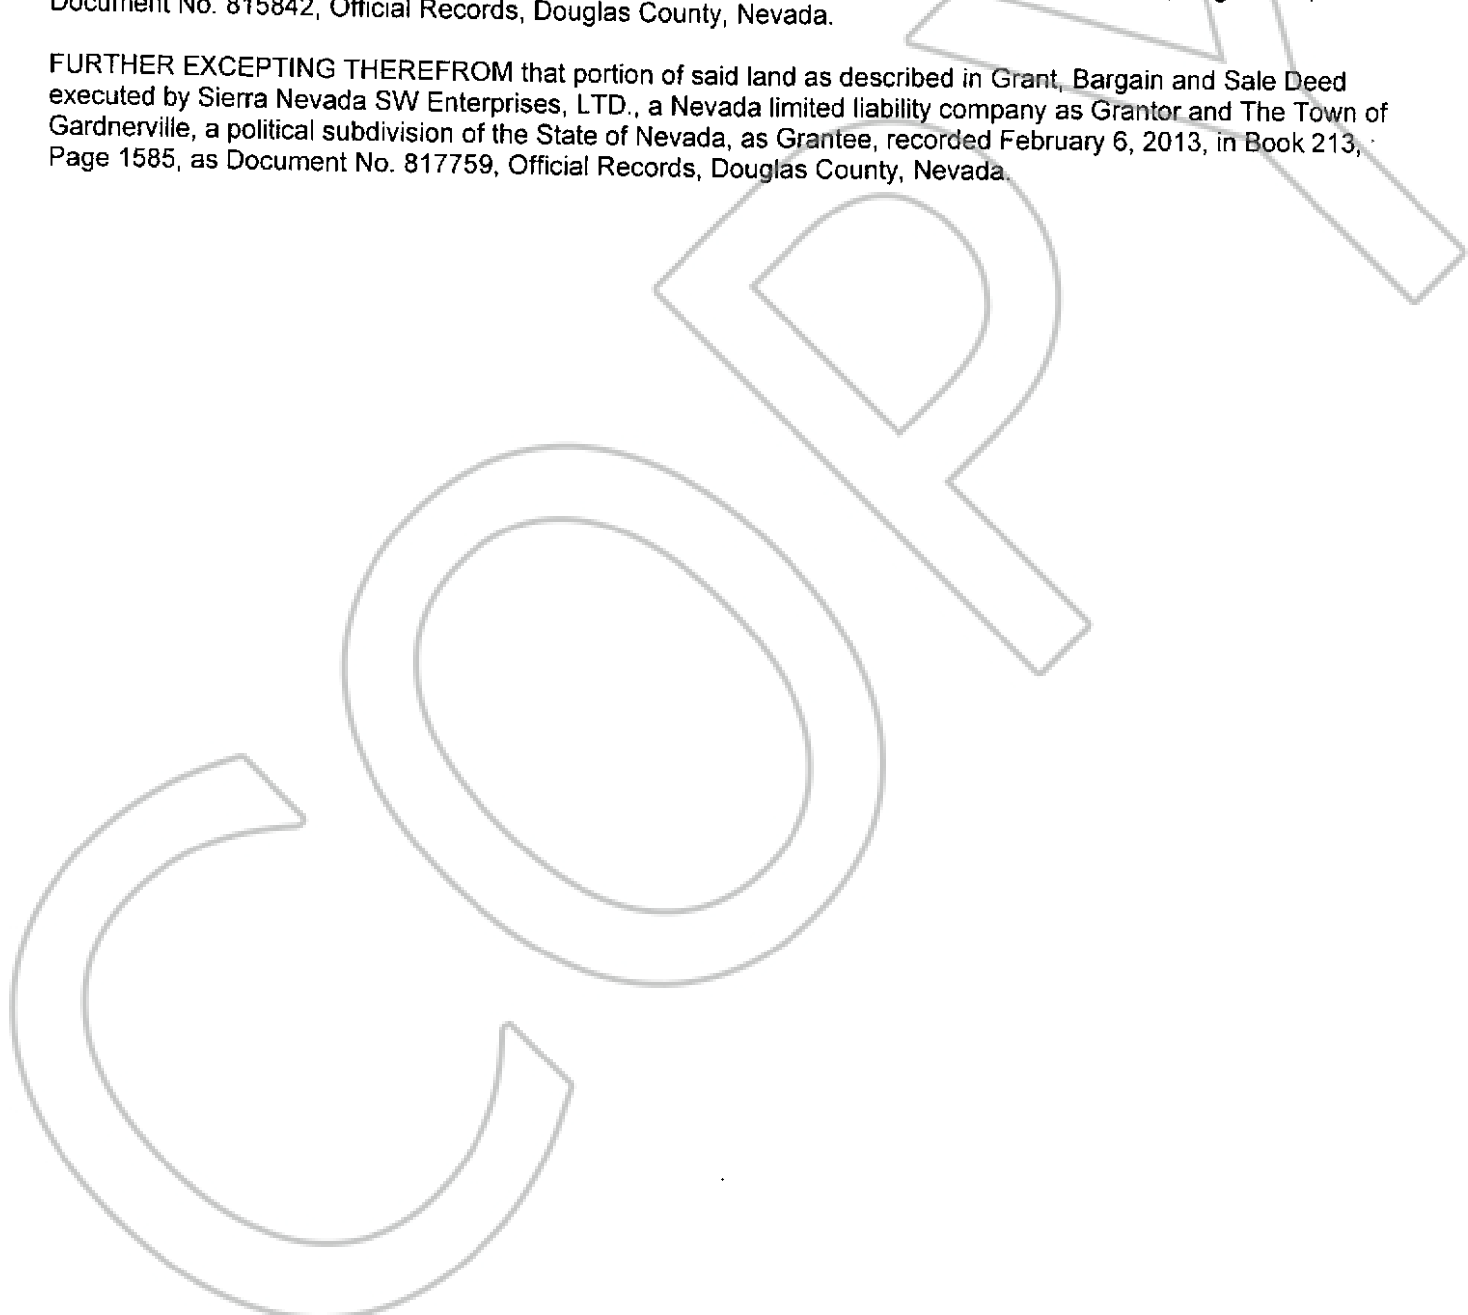 Document No. 815842, Official Records, Douglas County, Nevada.
FURTHER EXCEPTING THEREFROM that portion of said land as described in Grant, Bargain and Sale Deed
executed by Sierra Nevada SW Enterprises, LTD., a Nevada limited liability company as Grantor and The Town of
Gardnerville, a political subdivision of the State of Nevada, as Grantee, recorded February 6, 2013, in Book 213,
Page 1585, as Document No. 817759, Official Records, Douglas County, Nevada.
COPY